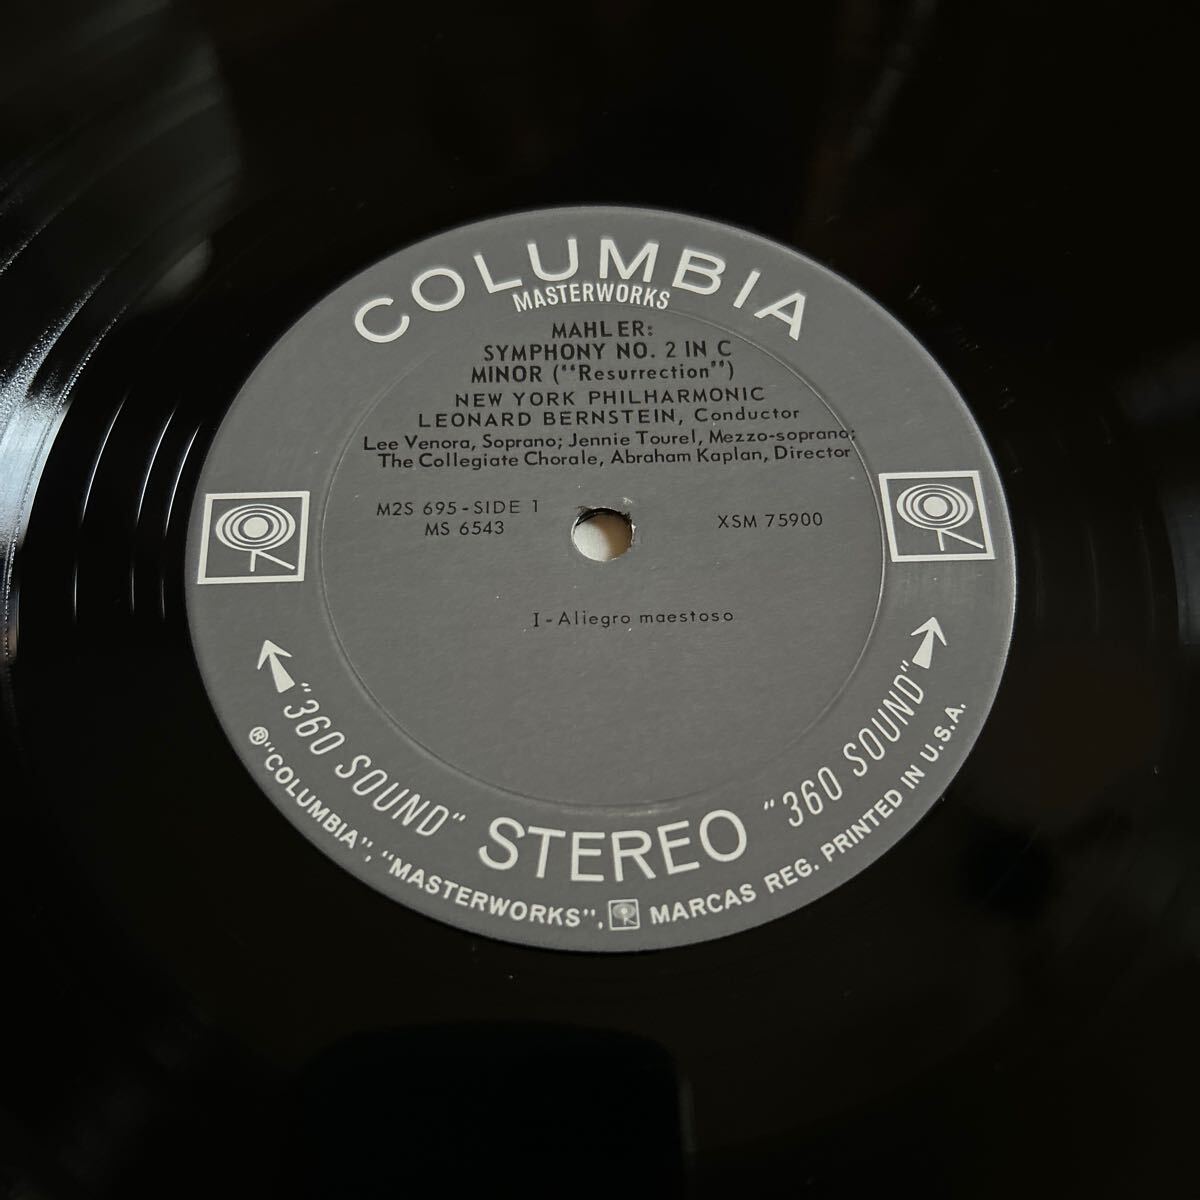 COLUMBIA
MASTERWORKS
MAHLER:
SYMPHONY NO. 2 IN C
MINOR (“Resurrection”)
NEW YORK PHILHARMONIC
LEONARD BERNSTEIN, Conductor
Lee Venora, Soprano; Jennie Tourel, Mezzo-soprano;
The Collegiate Chorale, Abraham Kaplan, Director
M2S 695 - SIDE 1
MS 6543
XSM 75900
I - Allegro maestoso
"360 SOUND" STEREO "360 SOUND"
®"COLUMBIA", "MASTERWORKS", MARCAS REG. PRINTED IN U.S.A.